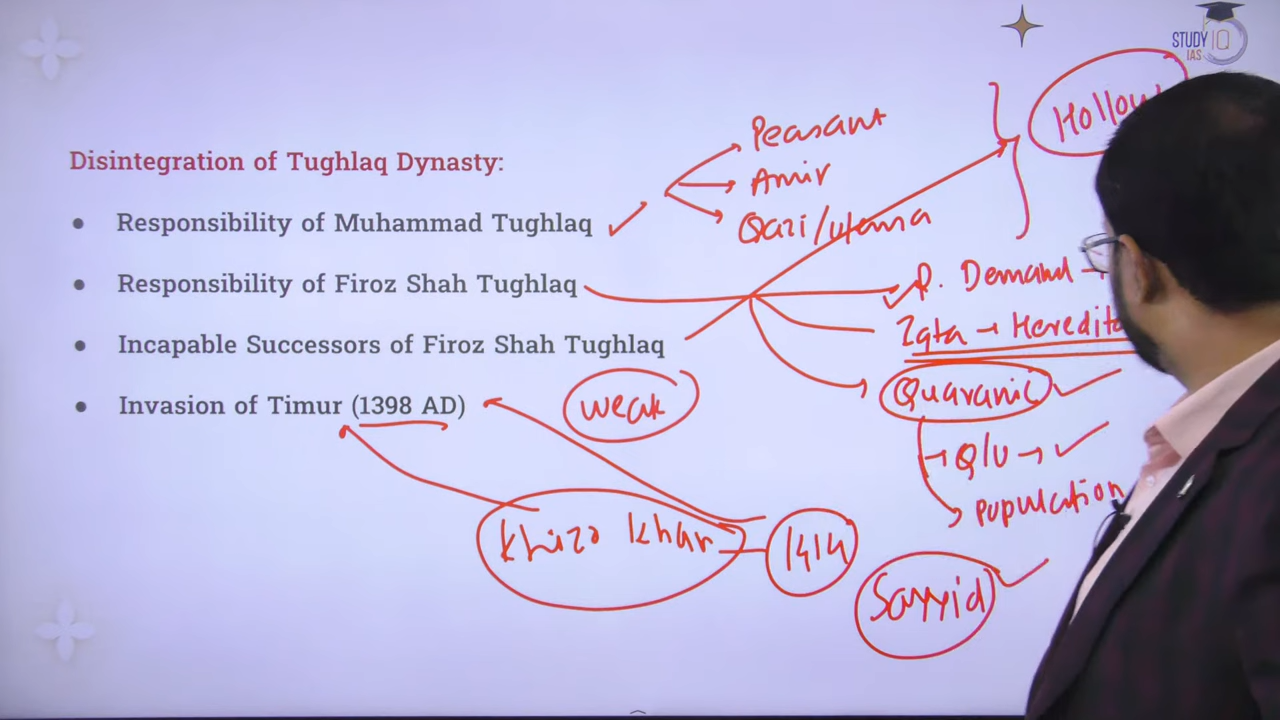 STUDY IQ
IAS
Disintegration of Tughlaq Dynasty:
● Responsibility of Muhammad Tughlaq
● Responsibility of Firoz Shah Tughlaq
● Incapable Successors of Firoz Shah Tughlaq
● Invasion of Timur (1398 AD)
Peasant
Amir
Qazi/Ulema
Hollow
R. Demand
Iqta → Heredita
Quaranic
Q/U
population
weak
Khizr Khan
1414
Sayyid